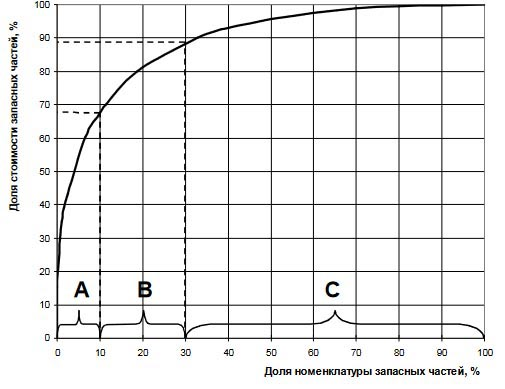 Доля стоимости запасных частей, %
100
90
80
70
60
50
40
30
20
10
0
A
B
C
0 10 20 30 40 50 60 70 80 90 100
Доля номенклатуры запасных частей, %